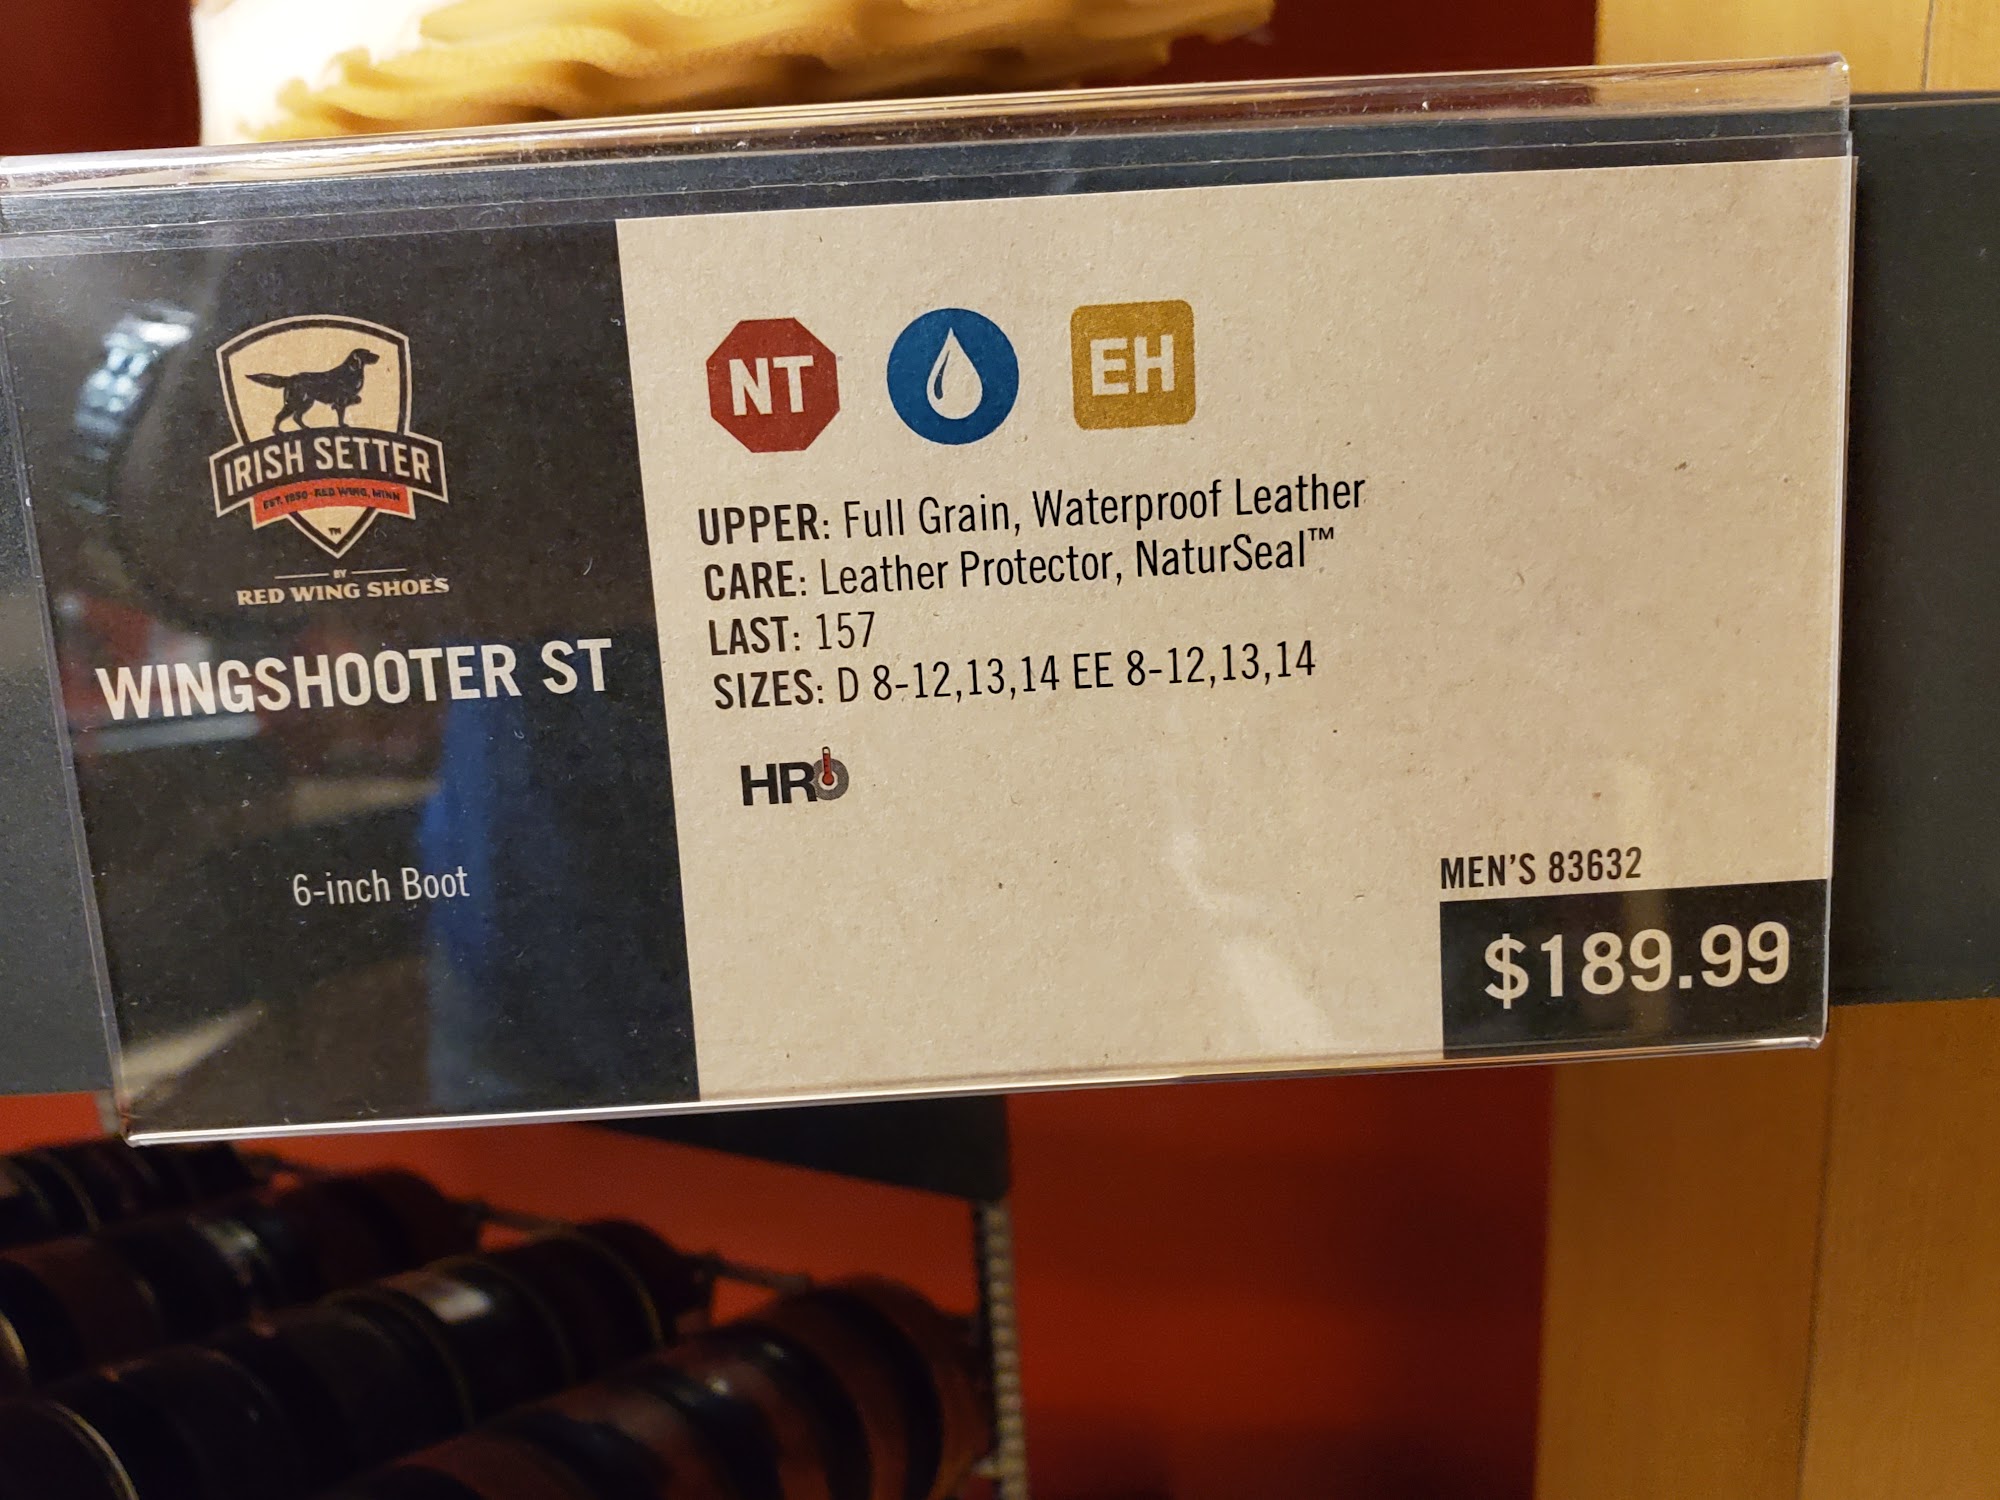 IRISH SETTER
EST. 1950 - RED WING, MINN
™
BY
RED WING SHOES
WINGSHOOTER ST
6-inch Boot
NT
EH
UPPER: Full Grain, Waterproof Leather
CARE: Leather Protector, NaturSeal™
LAST: 157
SIZES: D 8-12,13,14 EE 8-12,13,14
HRO
MEN'S 83632
$189.99